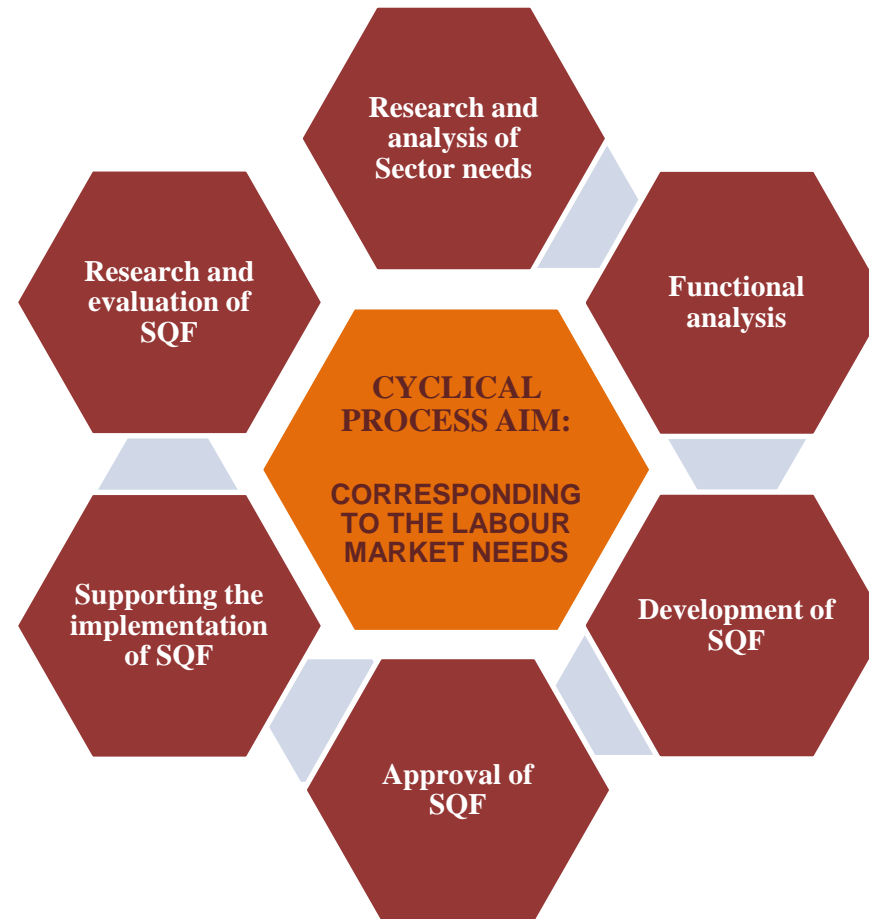 Research and
analysis of
Sector needs
Functional
analysis
Development of
SQF
Approval of
SQF
Supporting the
implementation
of SQF
Research and
evaluation of
SQF
CYCLICAL
PROCESS AIM:
CORRESPONDING
TO THE LABOUR
MARKET NEEDS